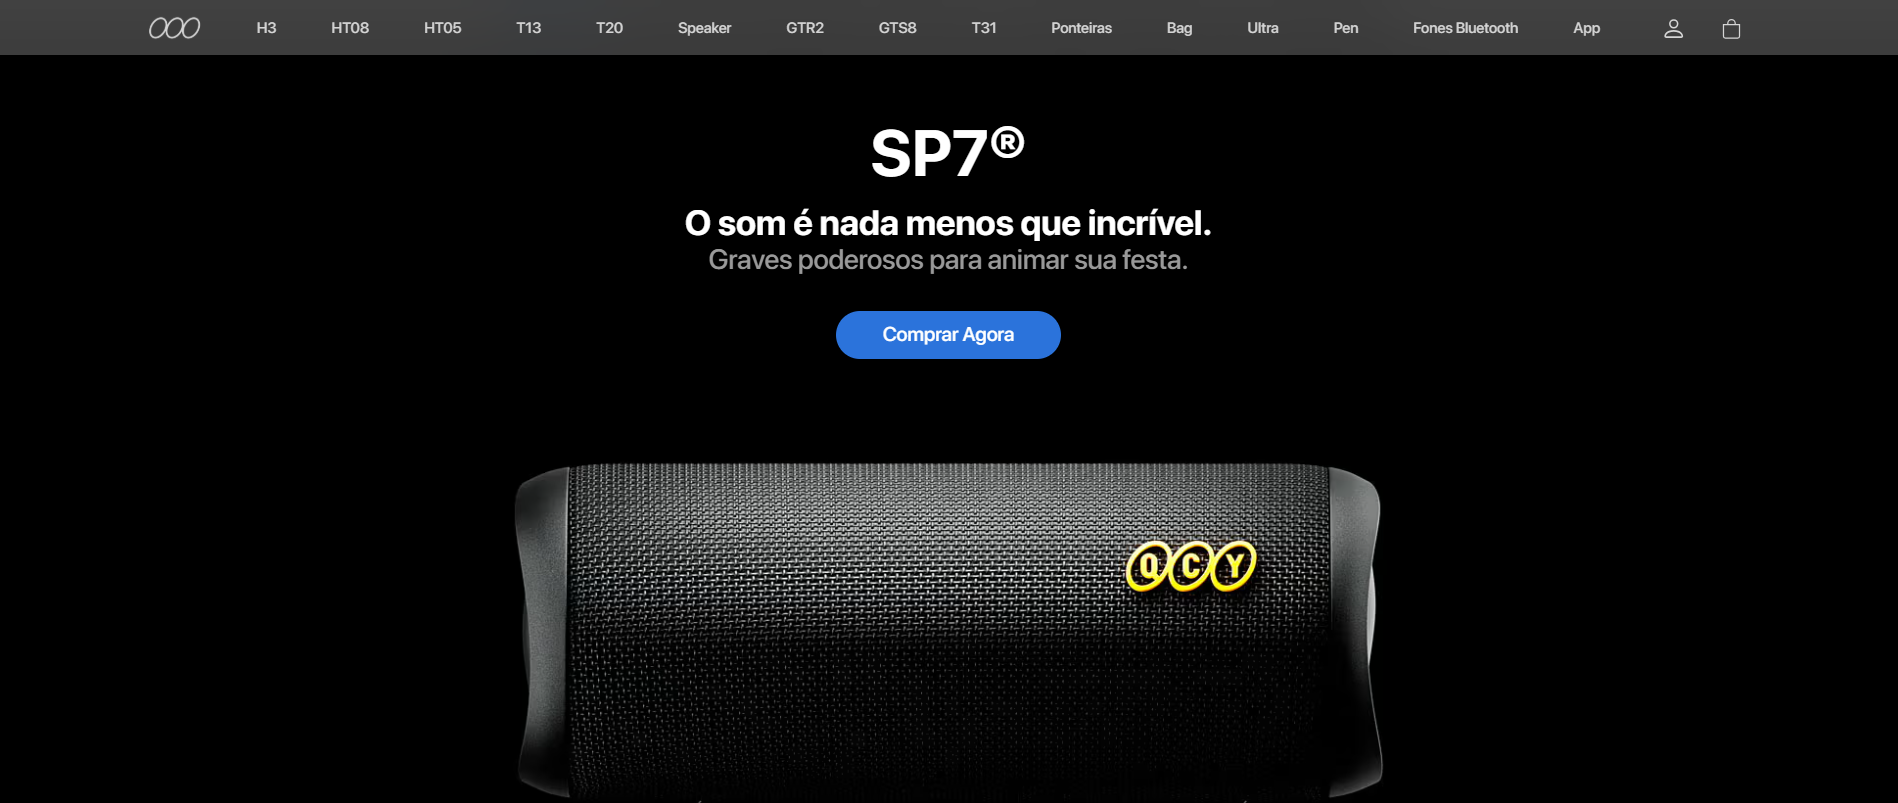 H3 HT08 HT05 T13 T20 Speaker GTR2 GTS8 T31 Ponteiras Bag Ultra Pen Fones Bluetooth App
SP7®
O som é nada menos que incrível.
Graves poderosos para animar sua festa.
Comprar Agora
QCY